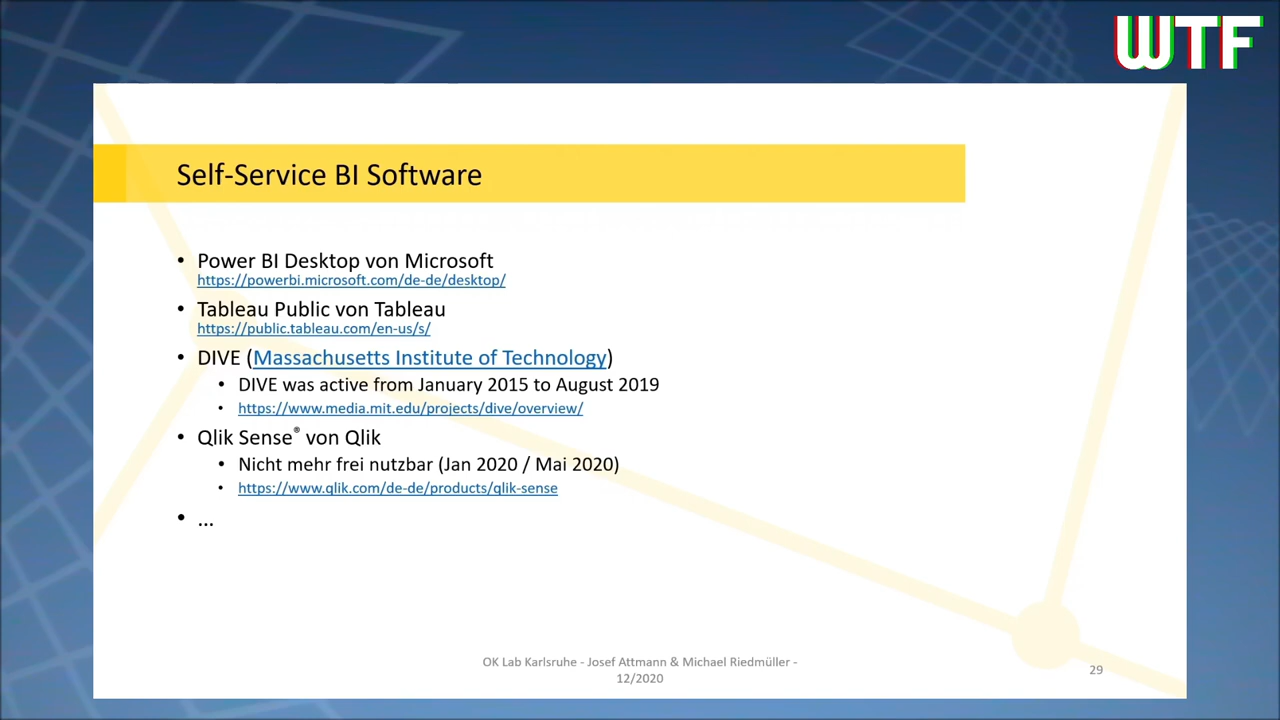 WTF
Self-Service BI Software
• Power BI Desktop von Microsoft
https://powerbi.microsoft.com/de-de/desktop/
• Tableau Public von Tableau
https://public.tableau.com/en-us/s/
• DIVE (Massachusetts Institute of Technology)
• DIVE was active from January 2015 to August 2019
• https://www.media.mit.edu/projects/dive/overview/
• Qlik Sense® von Qlik
• Nicht mehr frei nutzbar (Jan 2020 / Mai 2020)
• https://www.qlik.com/de-de/products/qlik-sense
• ...
OK Lab Karlsruhe - Josef Attmann & Michael Riedmüller -
12/2020
29